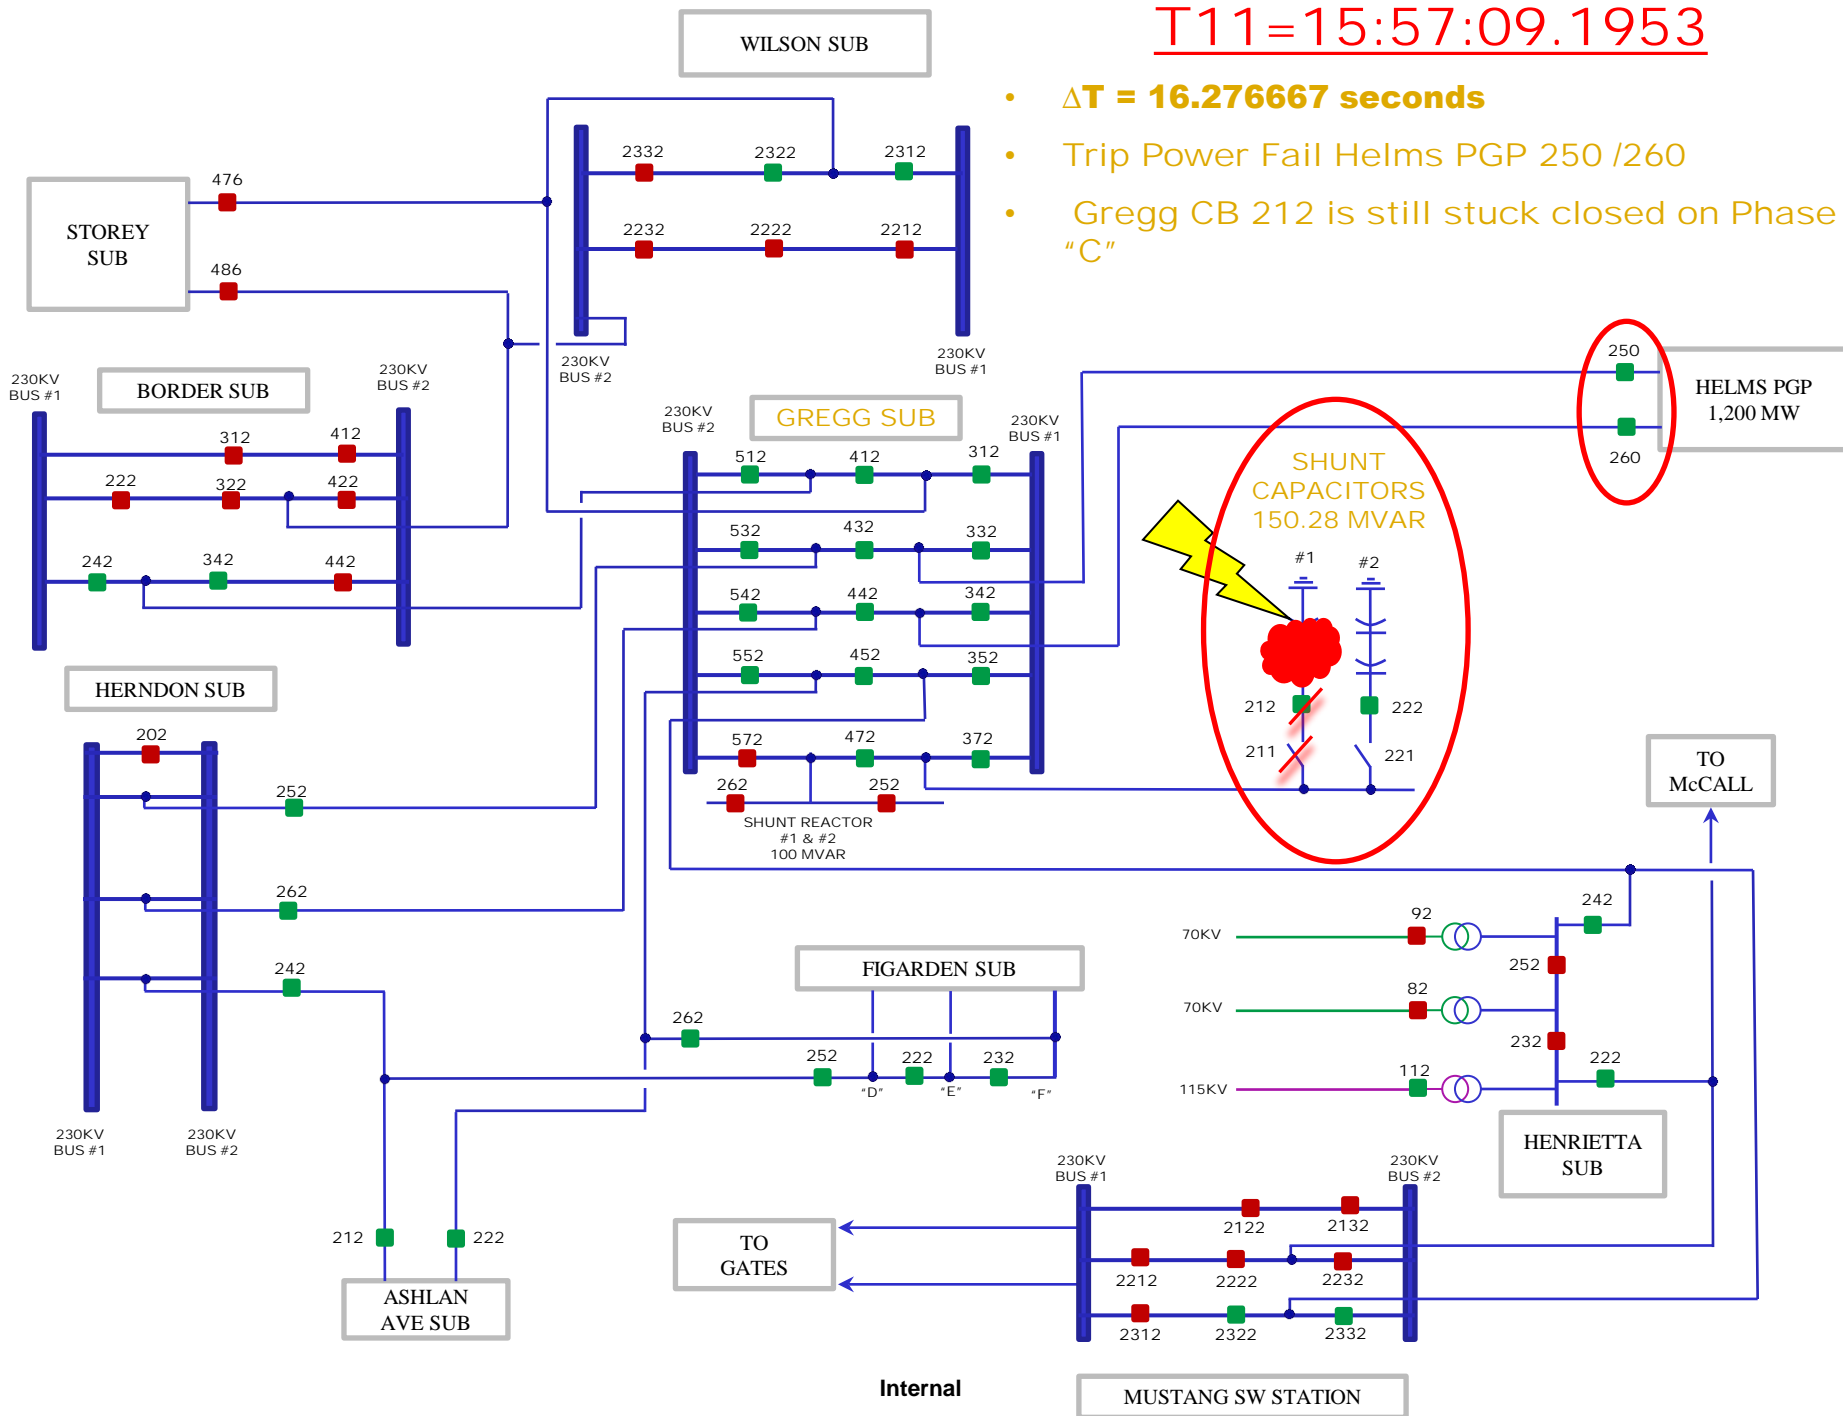 T11=15:57:09.1953
• ∆T = 16.276667 seconds
• Trip Power Fail Helms PGP 250 /260
• Gregg CB 212 is still stuck closed on Phase
“C”
WILSON SUB
2332
2322
2312
2232
2222
2212
230KV
BUS #2
230KV
BUS #1
STOREY
SUB
476
486
BORDER SUB
230KV
BUS #1
230KV
BUS #2
312
412
222
322
422
242
342
442
GREGG SUB
230KV
BUS #2
230KV
BUS #1
512
412
312
532
432
332
542
442
342
552
452
352
572
472
372
262
252
SHUNT REACTOR
#1 & #2
100 MVAR
SHUNT
CAPACITORS
150.28 MVAR
#1
#2
212
222
211
221
250
260
HELMS PGP
1,200 MW
HERNDON SUB
202
252
262
242
230KV
BUS #1
230KV
BUS #2
FIGARDEN SUB
262
252
222
232
“D”
“E”
“F”
212
222
ASHLAN
AVE SUB
TO
McCALL
242
92
70KV
252
82
70KV
232
112
115KV
222
HENRIETTA
SUB
230KV
BUS #1
230KV
BUS #2
2122
2132
2212
2222
2232
2312
2322
2332
TO
GATES
MUSTANG SW STATION
Internal